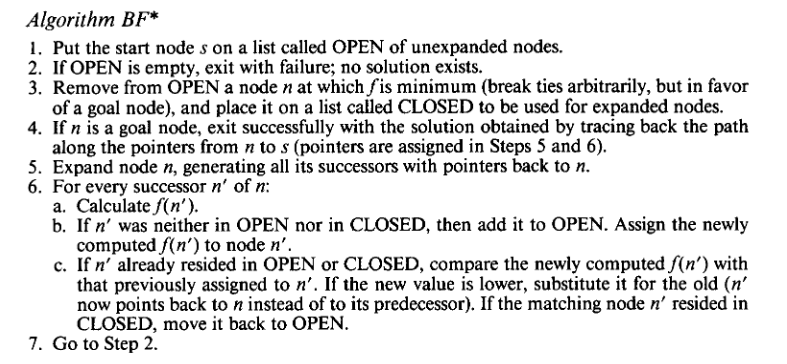 Algorithm BF*
1. Put the start node s on a list called OPEN of unexpanded nodes.
2. If OPEN is empty, exit with failure; no solution exists.
3. Remove from OPEN a node n at which f is minimum (break ties arbitrarily, but in favor
of a goal node), and place it on a list called CLOSED to be used for expanded nodes.
4. If n is a goal node, exit successfully with the solution obtained by tracing back the path
along the pointers from n to s (pointers are assigned in Steps 5 and 6).
5. Expand node n, generating all its successors with pointers back to n.
6. For every successor n′ of n:
a. Calculate f(n′).
b. If n′ was neither in OPEN nor in CLOSED, then add it to OPEN. Assign the newly
computed f(n′) to node n′.
c. If n′ already resided in OPEN or CLOSED, compare the newly computed f(n′) with
that previously assigned to n′. If the new value is lower, substitute it for the old (n′
now points back to n instead of to its predecessor). If the matching node n′ resided in
CLOSED, move it back to OPEN.
7. Go to Step 2.